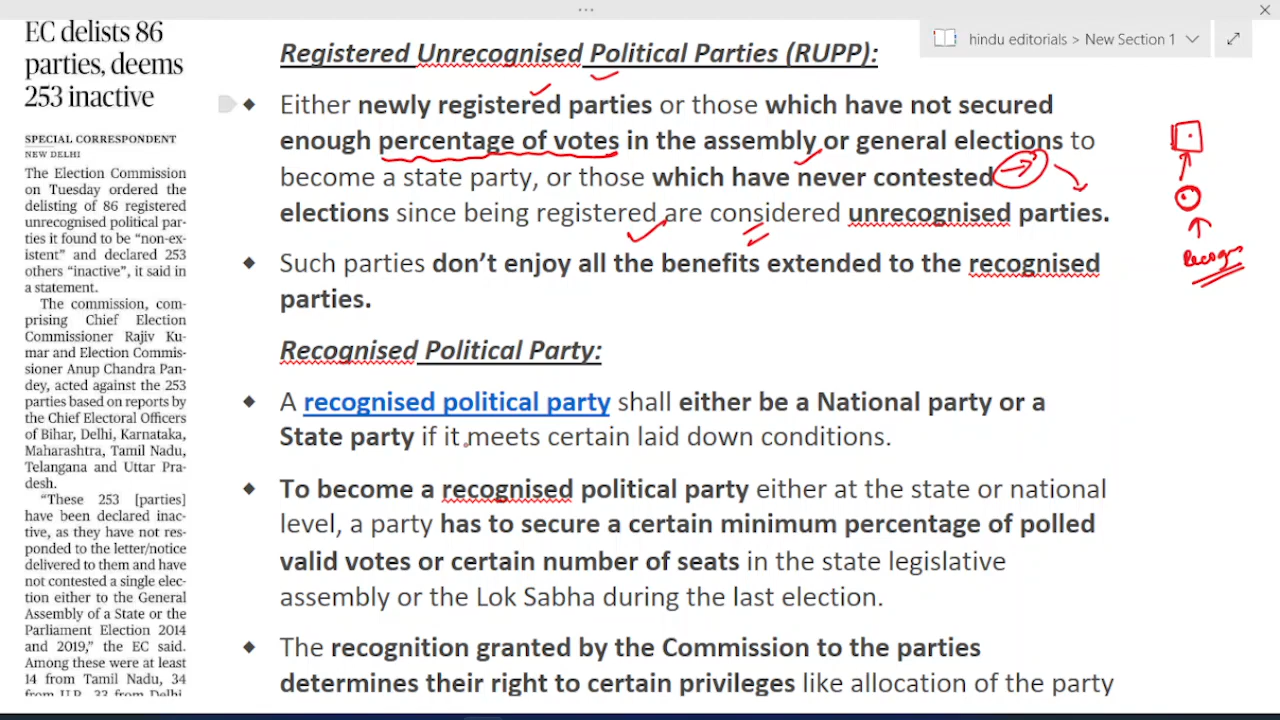 EC delists 86
parties, deems
253 inactive
SPECIAL CORRESPONDENT
NEW DELHI
The Election Commission
on Tuesday ordered the
delisting of 86 registered
unrecognised political par-
ties it found to be “non-ex-
istent” and declared 253
others “inactive”, it said in
a statement.
The commission, com-
prising Chief Election
Commissioner Rajiv Ku-
mar and Election Commis-
sioner Anup Chandra Pan-
dey, acted against the 253
parties based on reports by
the Chief Electoral Officers
of Bihar, Delhi, Karnataka,
Maharashtra, Tamil Nadu,
Telangana and Uttar Pra-
desh.
“These 253 [parties]
have been declared inac-
tive, as they have not res-
ponded to the letter/notice
delivered to them and have
not contested a single elec-
tion either to the General
Assembly of a State or the
Parliament Election 2014
and 2019,” the EC said.
Among these were at least
14 from Tamil Nadu, 34
from U.P., 33 from Delhi,
hindu editorials > New Section 1
Registered Unrecognised Political Parties (RUPP):
◆ Either newly registered parties or those which have not secured
enough percentage of votes in the assembly or general elections to
become a state party, or those which have never contested
elections since being registered are considered unrecognised parties.
◆ Such parties don’t enjoy all the benefits extended to the recognised
parties.
Recognised Political Party:
◆ A recognised political party shall either be a National party or a
State party if it meets certain laid down conditions.
◆ To become a recognised political party either at the state or national
level, a party has to secure a certain minimum percentage of polled
valid votes or certain number of seats in the state legislative
assembly or the Lok Sabha during the last election.
◆ The recognition granted by the Commission to the parties
determines their right to certain privileges like allocation of the party
Recogn